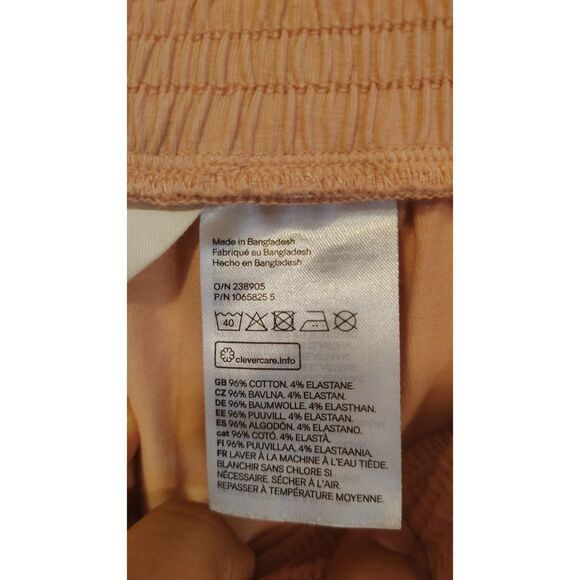 Made in Bangladesh
Fabriqué au Bangladesh
Hecho en Bangladesh
O/N 238905
P/N 1065825 5
40
clevercare.info
GB 96% COTTON. 4% ELASTANE.
CZ 96% BAVLNA. 4% ELASTAN.
DE 96% BAUMWOLLE. 4% ELASTHAN.
EE 96% PUUVILL. 4% ELASTAAN.
ES 96% ALGODÓN. 4% ELASTANO.
cat 96% COTÓ. 4% ELASTÀ.
FI 96% PUUVILLAA. 4% ELASTAANIA.
FR LAVER À LA MACHINE À L'EAU TIÈDE.
BLANCHIR SANS CHLORE SI
NÉCESSAIRE. SÉCHER À L'AIR.
REPASSER À TEMPÉRATURE MOYENNE.